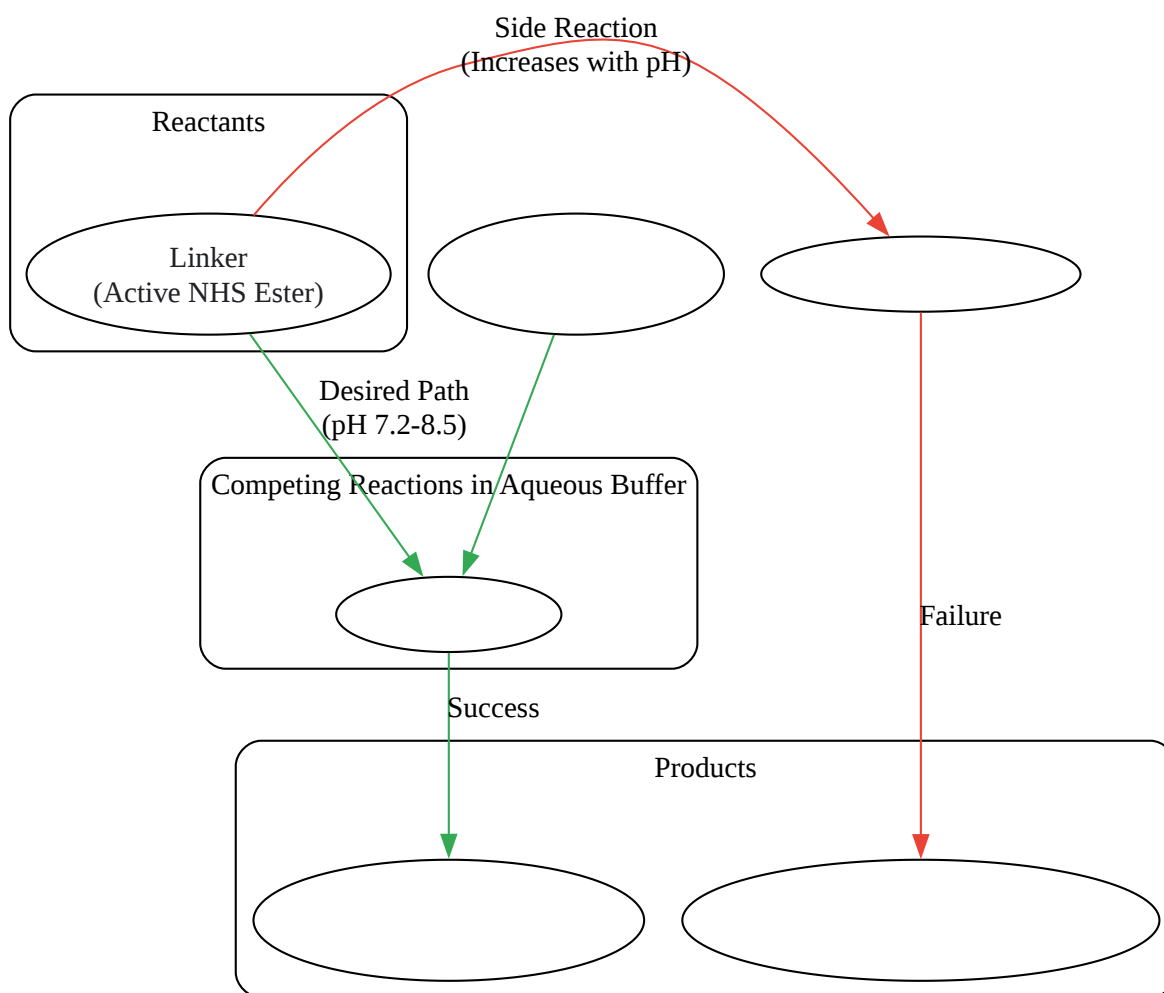 Side Reaction
(Increases with pH)
Reactants
Linker
(Active NHS Ester)
Desired Path
(pH 7.2-8.5)
Competing Reactions in Aqueous Buffer
Failure
Success
Products